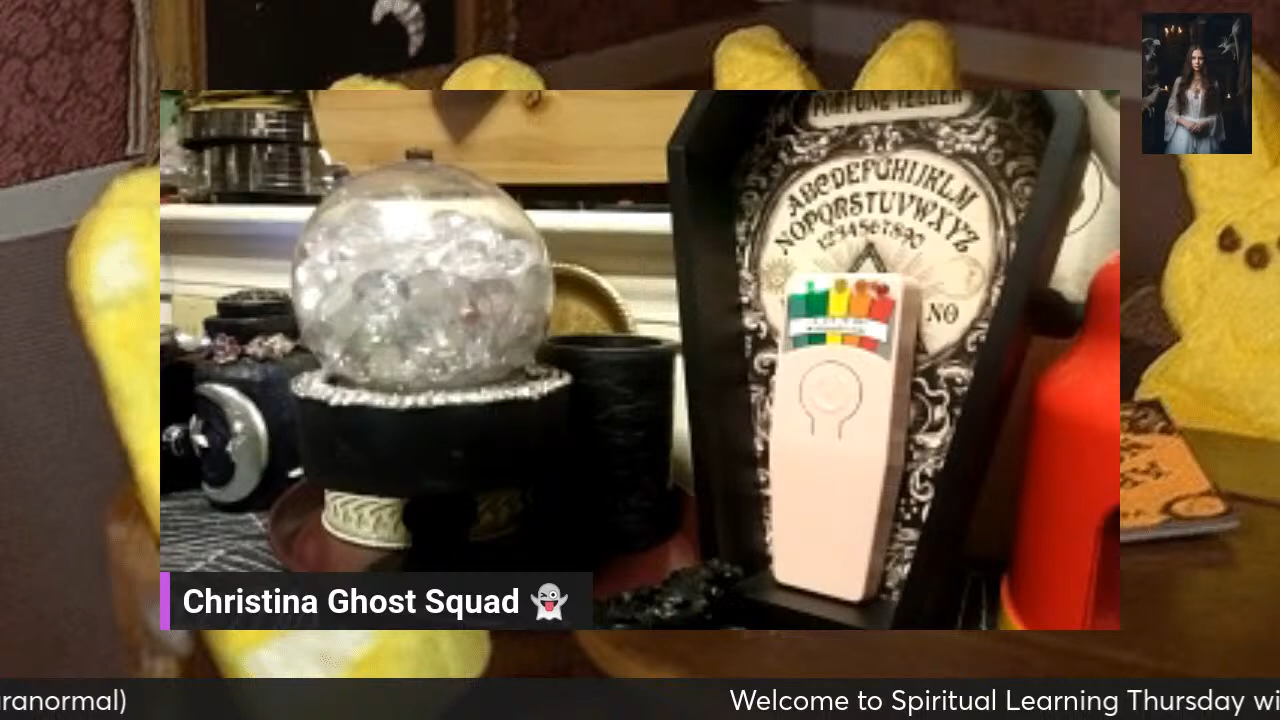 FORTUNE TELLER
ABCDEFGHIJKLM
NOPQRSTUVWXYZ
1234567890
NO
Christina Ghost Squad 👻
ranormal)
Welcome to Spiritual Learning Thursday wi